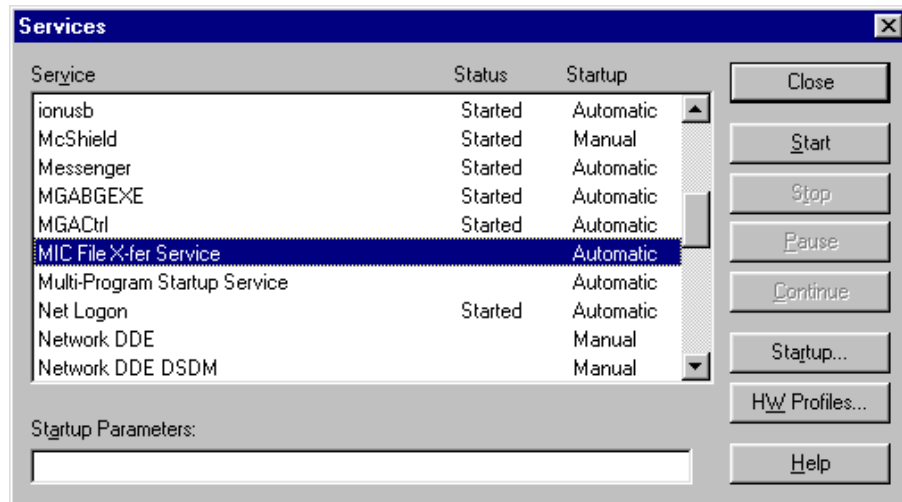 Services
Service Status Startup
ionusb Started Automatic
McShield Started Manual
Messenger Started Automatic
MGABGEXE Started Automatic
MGACtrl Started Automatic
MIC File X-fer Service Automatic
Multi-Program Startup Service Automatic
Net Logon Started Automatic
Network DDE Manual
Network DDE DSDM Manual
Startup Parameters:
Close
Start
Stop
Pause
Continue
Startup...
HW Profiles...
Help